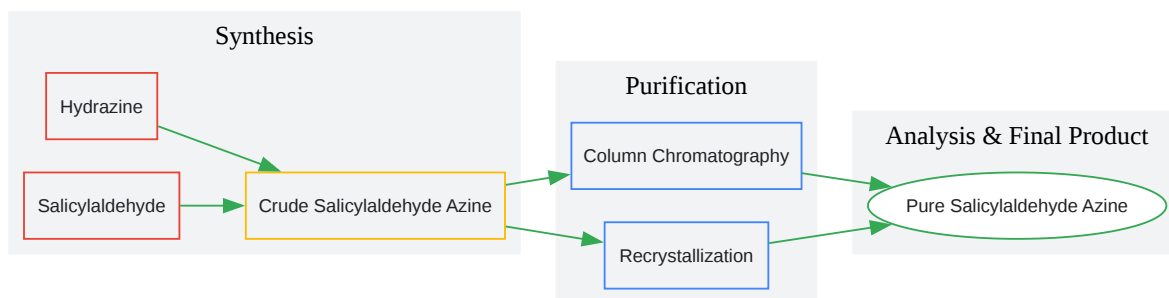 Synthesis
Hydrazine
Salicylaldehyde
Crude Salicylaldehyde Azine
Purification
Column Chromatography
Recrystallization
Analysis & Final Product
Pure Salicylaldehyde Azine